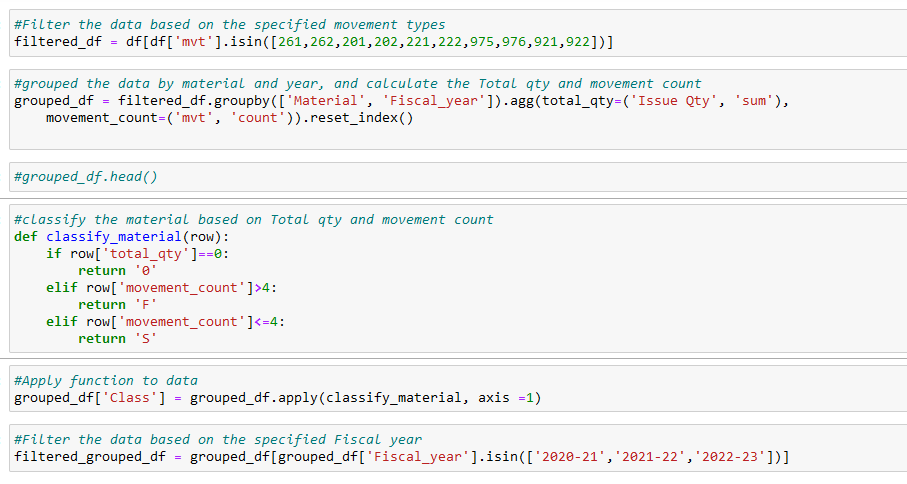 #Filter the data based on the specified movement types
filtered_df = df[df['mvt'].isin([261,262,201,202,221,222,975,976,921,922])]
#grouped the data by material and year, and calculate the Total qty and movement count
grouped_df = filtered_df.groupby(['Material', 'Fiscal_year']).agg(total_qty=('Issue Qty', 'sum'),
    movement_count=('mvt', 'count')).reset_index()
#grouped_df.head()
#classify the material based on Total qty and movement count
def classify_material(row):
    if row['total_qty']==0:
        return '0'
    elif row['movement_count']>4:
        return 'F'
    elif row['movement_count']<=4:
        return 'S'
#Apply function to data
grouped_df['Class'] = grouped_df.apply(classify_material, axis =1)
#Filter the data based on the specified Fiscal year
filtered_grouped_df = grouped_df[grouped_df['Fiscal_year'].isin(['2020-21','2021-22','2022-23'])]